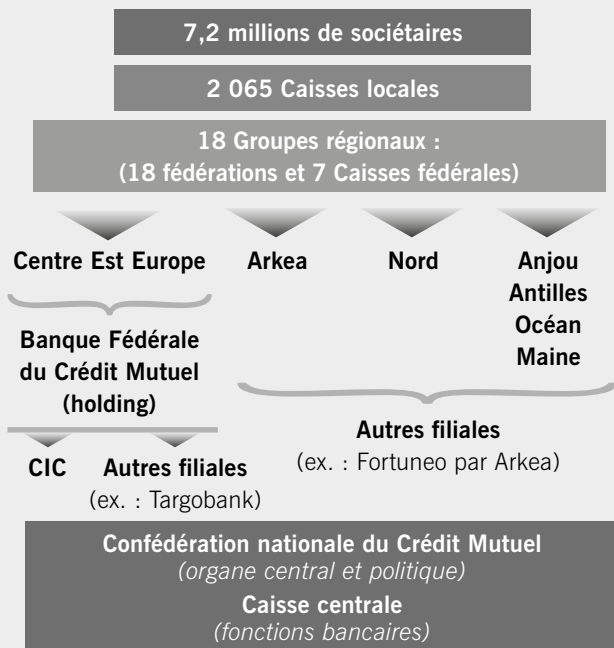 7,2 millions de sociétaires
2 065 Caisses locales
18 Groupes régionaux :
(18 fédérations et 7 Caisses fédérales)
Centre Est Europe
Arkea
Nord
Anjou
Antilles
Océan
Maine
Banque Fédérale
du Crédit Mutuel
(holding)
CIC
Autres filiales
(ex. : Targobank)
Autres filiales
(ex. : Fortuneo par Arkea)
Confédération nationale du Crédit Mutuel
(organe central et politique)
Caisse centrale
(fonctions bancaires)